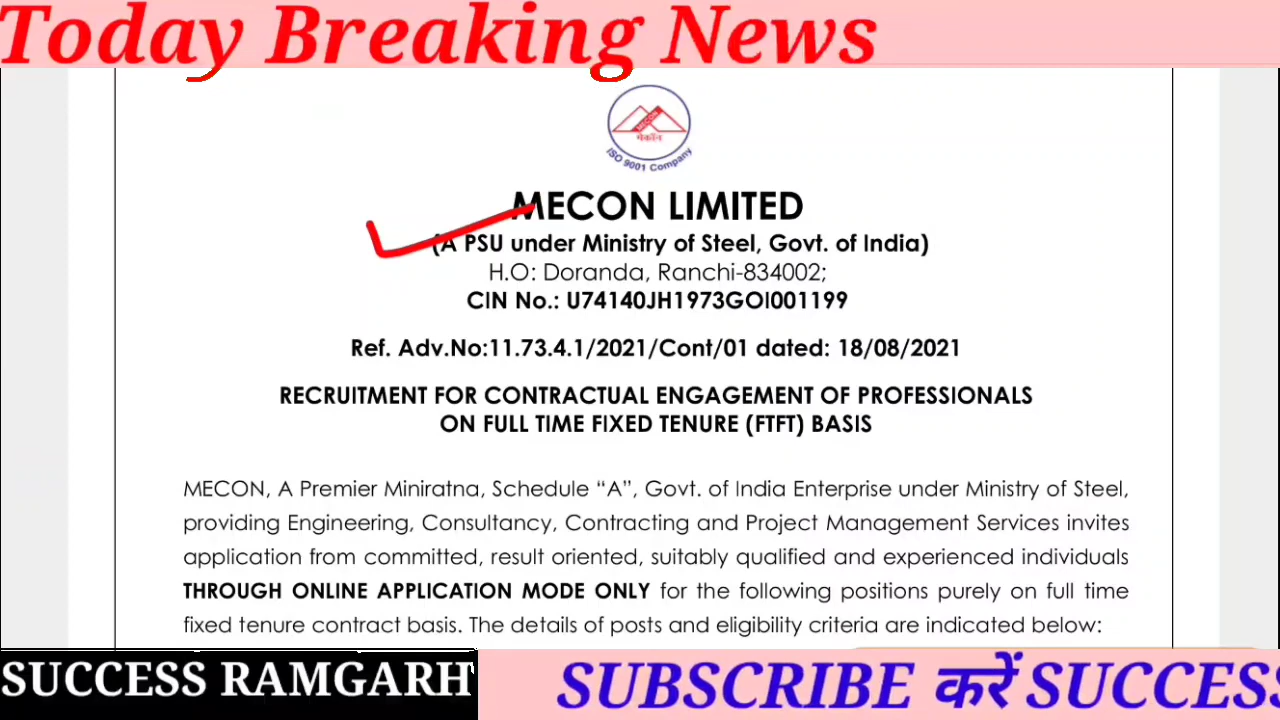 Today Breaking News
MECON
मेकॉन
ISO 9001 Company
MECON LIMITED
(A PSU under Ministry of Steel, Govt. of India)
H.O: Doranda, Ranchi-834002;
CIN No.: U74140JH1973GOI001199
Ref. Adv.No:11.73.4.1/2021/Cont/01 dated: 18/08/2021
RECRUITMENT FOR CONTRACTUAL ENGAGEMENT OF PROFESSIONALS
ON FULL TIME FIXED TENURE (FTFT) BASIS
MECON, A Premier Miniratna, Schedule “A”, Govt. of India Enterprise under Ministry of Steel,
providing Engineering, Consultancy, Contracting and Project Management Services invites
application from committed, result oriented, suitably qualified and experienced individuals
THROUGH ONLINE APPLICATION MODE ONLY for the following positions purely on full time
fixed tenure contract basis. The details of posts and eligibility criteria are indicated below:
SUCCESS RAMGARH
SUBSCRIBE करें SUCCESS